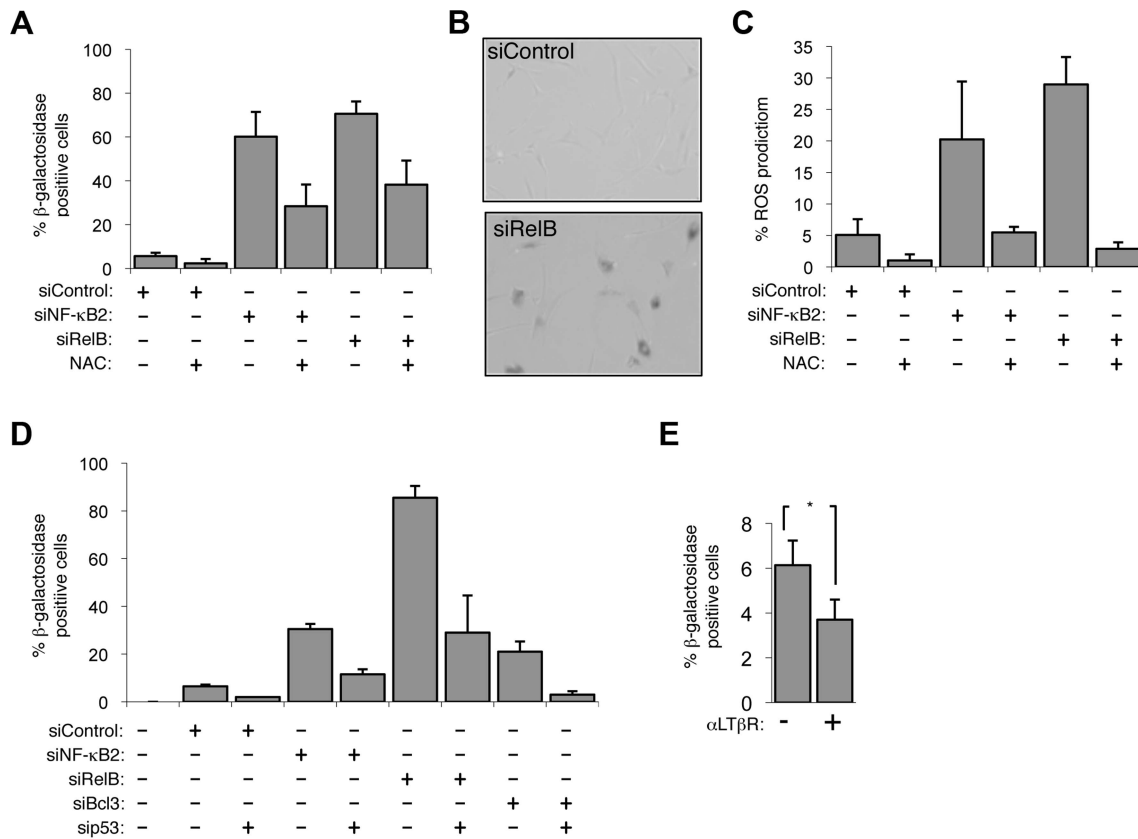 A
% β-galactosidase
positiive cells
100
80
60
40
20
0
siControl: + + – – – –
siNF-κB2: – – + + – –
siRelB: – – – – + +
NAC: – + – + – +
B
siControl
siRelB
C
% ROS prodictiom
35
30
25
20
15
10
5
0
siControl: + + – – – –
siNF-κB2: – – + + – –
siRelB: – – – – + +
NAC: – + – + – +
D
% β-galactosidase
positiive cells
100
80
60
40
20
0
siControl: – + + – – – – – –
siNF-κB2: – – – + + – – – –
siRelB: – – – – – + + – –
siBcl3: – – – – – – – + +
sip53: – – + – + – + – +
E
*
% β-galactosidase
positiive cells
8
6
4
2
0
αLTβR: - +